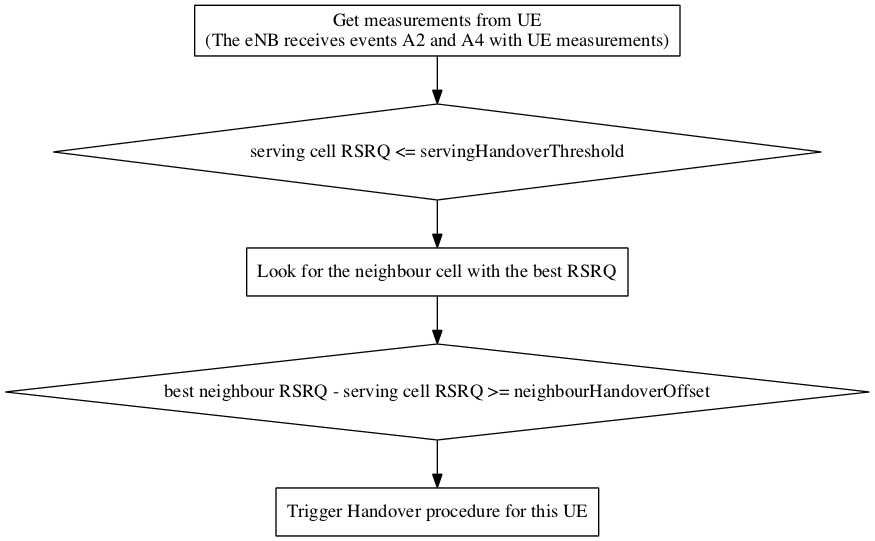 Get measurements from UE
(The eNB receives events A2 and A4 with UE measurements)
serving cell RSRQ <= servingHandoverThreshold
Look for the neighbour cell with the best RSRQ
best neighbour RSRQ - serving cell RSRQ >= neighbourHandoverOffset
Trigger Handover procedure for this UE